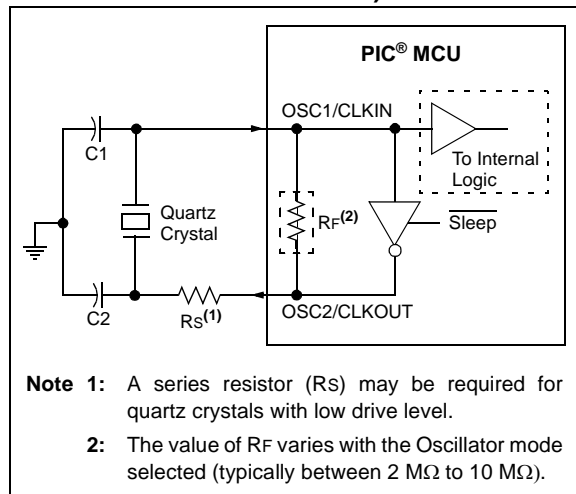 PIC® MCU
OSC1/CLKIN
C1
To Internal
Logic
Quartz
Crystal
RF(2)
Sleep
C2
RS(1)
OSC2/CLKOUT
Note 1: A series resistor (RS) may be required for
quartz crystals with low drive level.
2: The value of RF varies with the Oscillator mode
selected (typically between 2 MΩ to 10 MΩ).